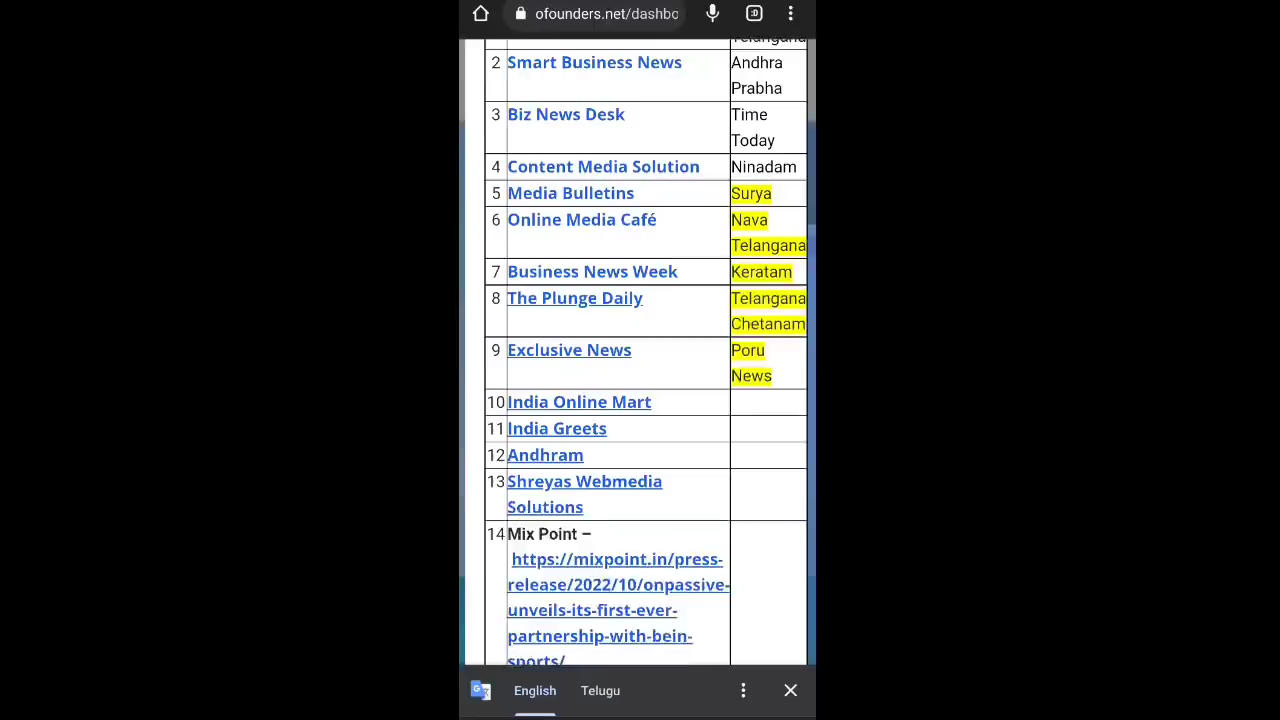 ofounders.net/dashbo
:D
Telangana
2 Smart Business News Andhra
Prabha
3 Biz News Desk Time
Today
4 Content Media Solution Ninadam
5 Media Bulletins Surya
6 Online Media Café Nava
Telangana
7 Business News Week Keratam
8 The Plunge Daily Telangana
Chetanam
9 Exclusive News Poru
News
10 India Online Mart
11 India Greets
12 Andhram
13 Shreyas Webmedia
Solutions
14 Mix Point –
https://mixpoint.in/press-
release/2022/10/onpassive-
unveils-its-first-ever-
partnership-with-bein-
sports/
English Telugu